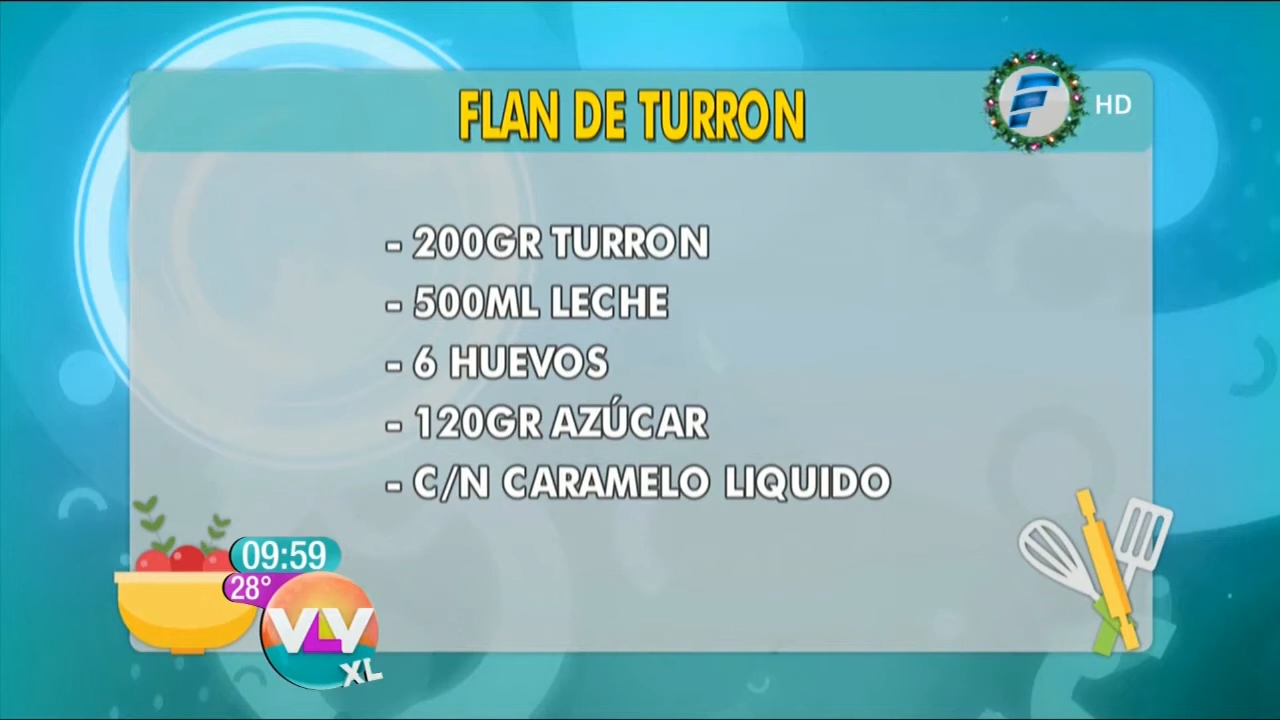 FLAN DE TURRON
HD
- 200GR TURRON
- 500ML LECHE
- 6 HUEVOS
- 120GR AZÚCAR
- C/N CARAMELO LIQUIDO
09:59
28°
VLV
XL